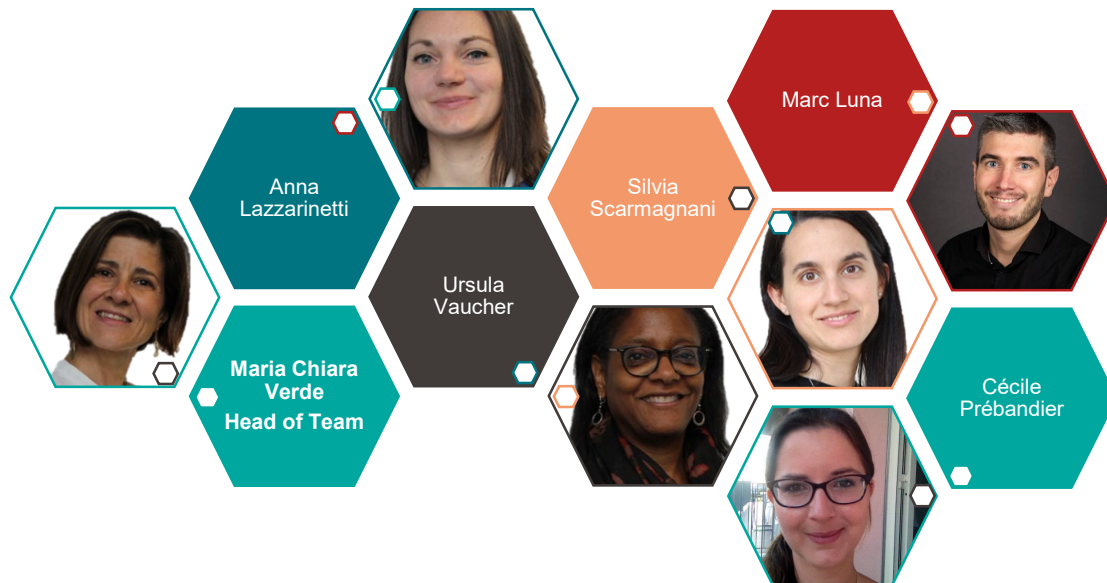 Marc Luna
Anna
Lazzarinetti
Silvia
Scarmagnani
Ursula
Vaucher
Maria Chiara
Verde
Head of Team
Cécile
Prébandier